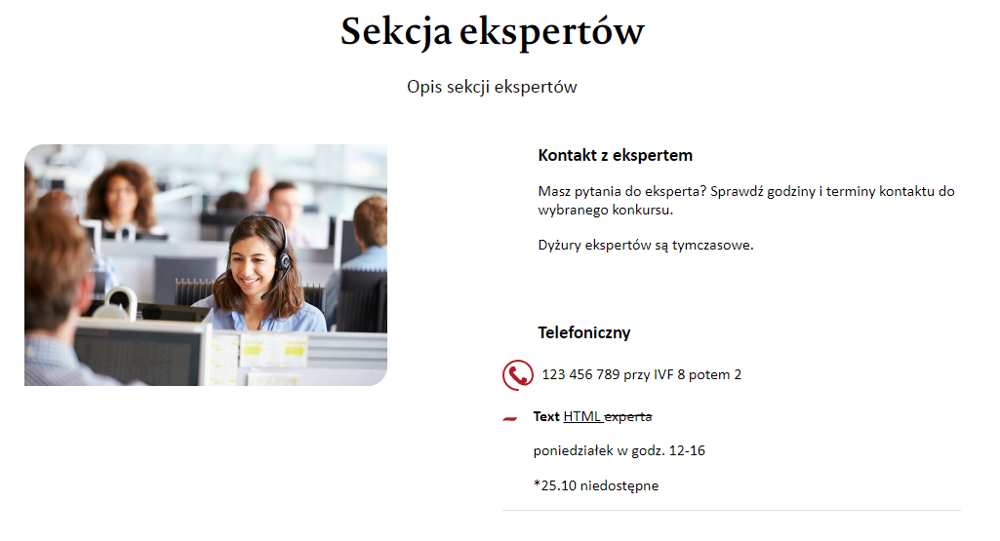 Sekcja ekspertów
Opis sekcji ekspertów
Kontakt z ekspertem
Masz pytania do eksperta? Sprawdź godziny i terminy kontaktu do
wybranego konkursu.
Dyżury ekspertów są tymczasowe.
Telefoniczny
123 456 789 przy IVF 8 potem 2
Text HTML experta
poniedziałek w godz. 12-16
*25.10 niedostępne